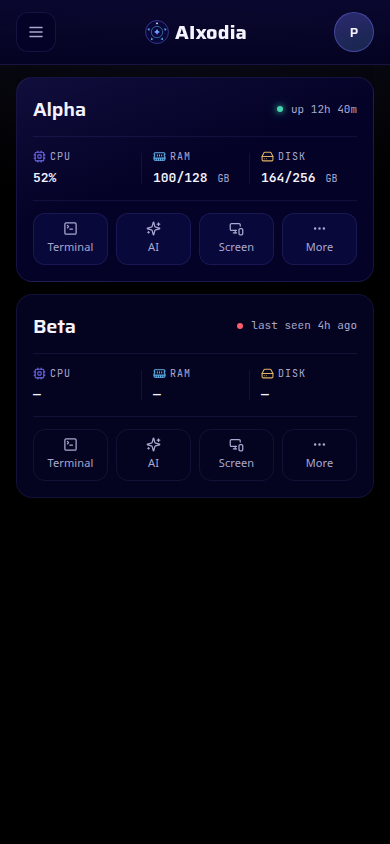 AIxodia
P
Alpha
up 12h 40m
CPU
RAM
DISK
52%
100/128 GB
164/256 GB
Terminal
AI
Screen
More
Beta
last seen 4h ago
CPU
RAM
DISK
—
—
—
Terminal
AI
Screen
More